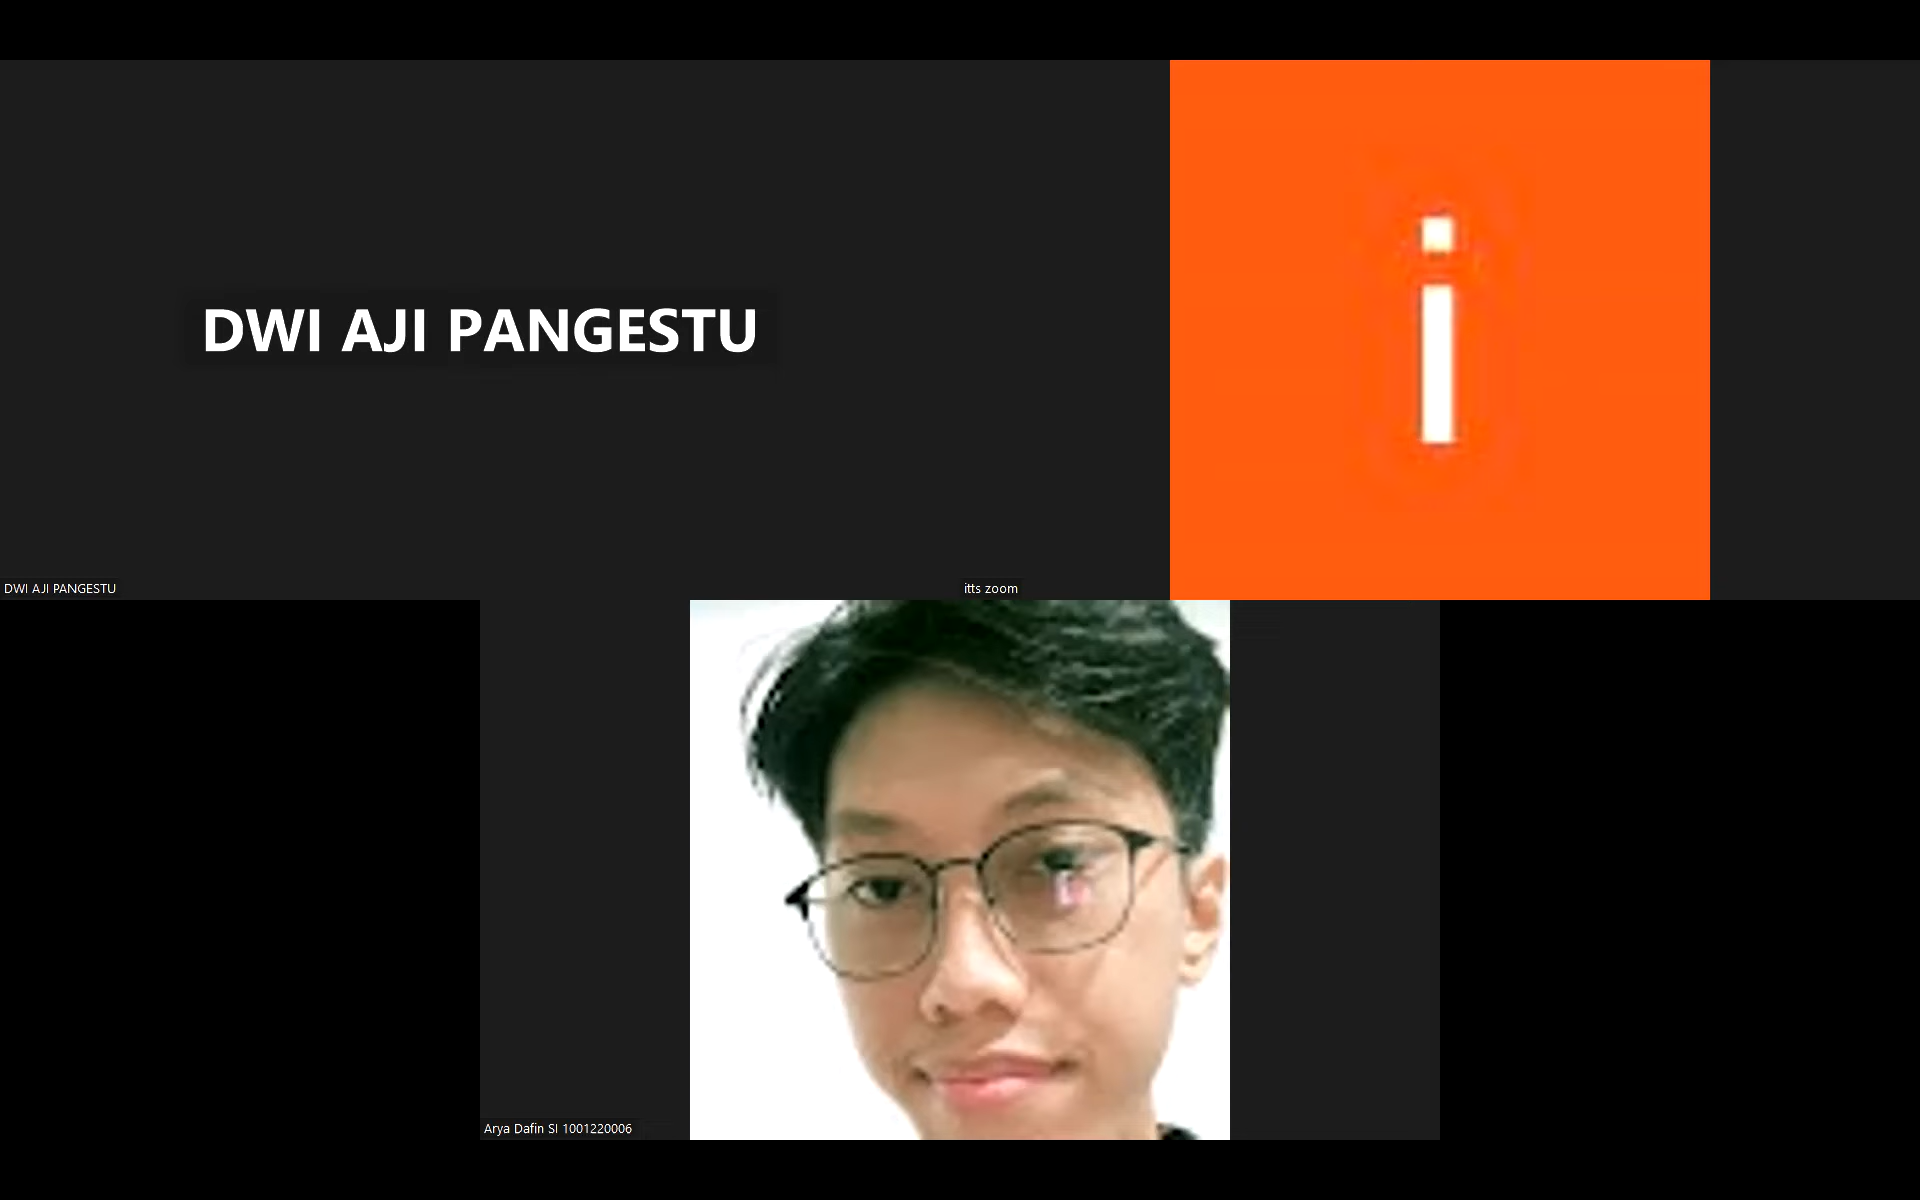 DWI AJI PANGESTU
i
DWI AJI PANGESTU
itts zoom
Arya Dafin SI 1001220006